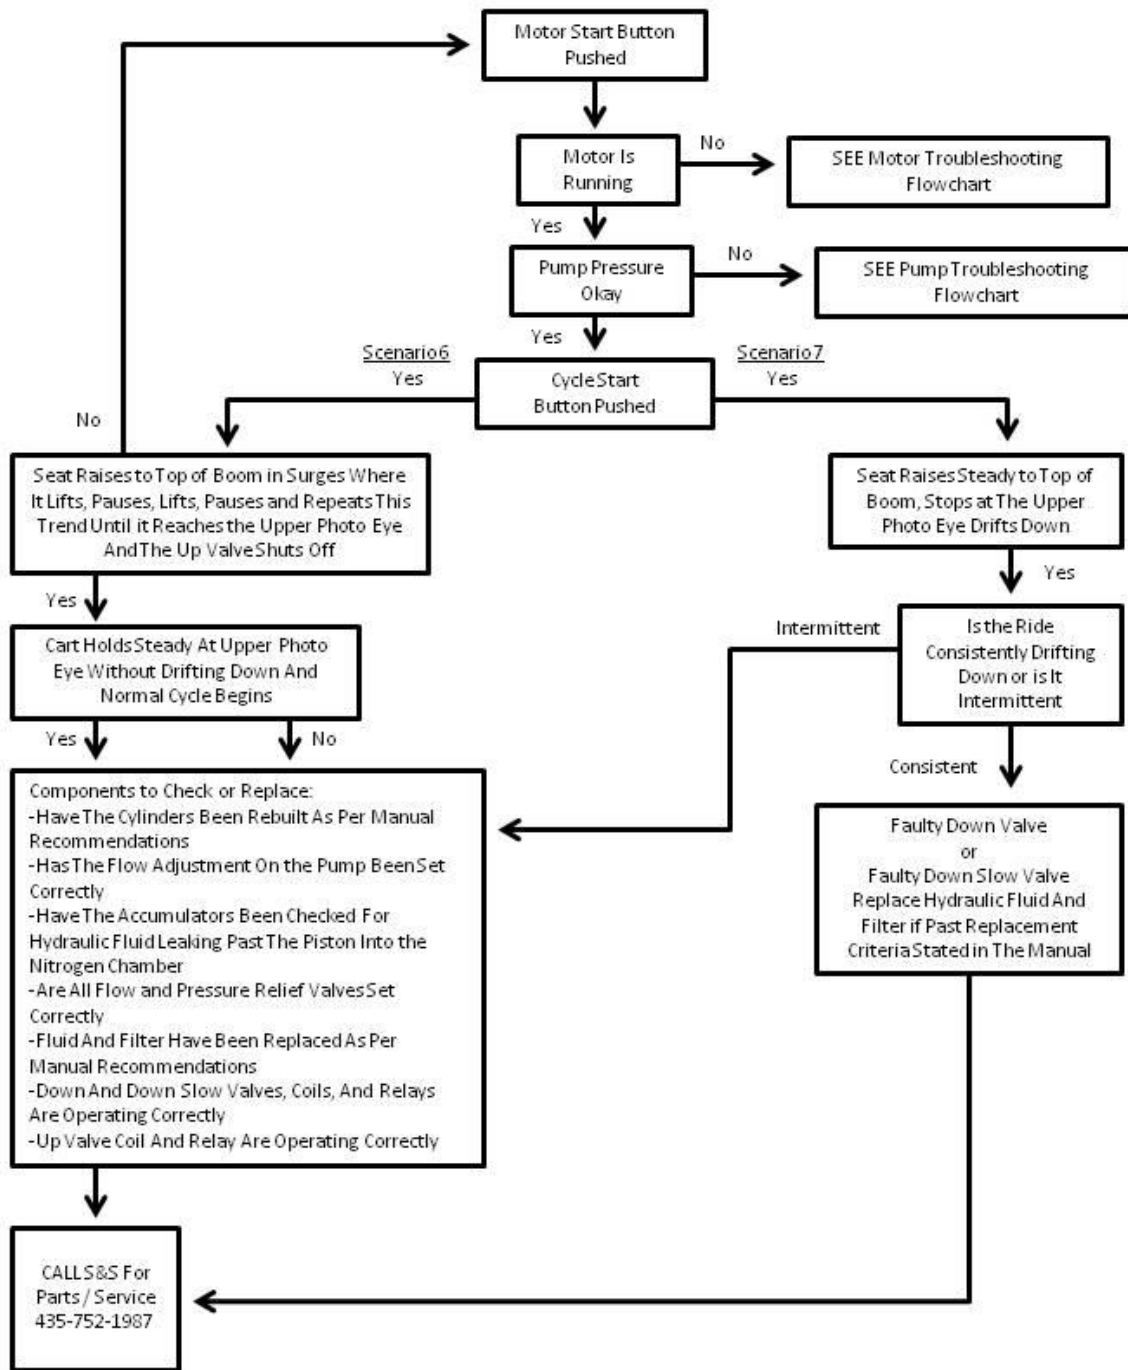 Motor Start Button
Pushed
Motor Is
Running
No
SEE Motor Troubleshooting
Flowchart
Yes
Pump Pressure
Okay
No
SEE Pump Troubleshooting
Flowchart
Yes
Scenario6
Yes
Cycle Start
Button Pushed
Scenario7
Yes
No
Seat Raises to Top of Boom in Surges Where
It Lifts, Pauses, Lifts, Pauses and Repeats This
Trend Until it Reaches the Upper Photo Eye
And The Up Valve Shuts Off
Seat Raises Steady to Top of
Boom, Stops at The Upper
Photo Eye Drifts Down
Yes
Yes
Cart Holds Steady At Upper Photo
Eye Without Drifting Down And
Normal Cycle Begins
Intermittent
Is the Ride
Consistently Drifting
Down or is It
Intermittent
Yes
No
Consistent
Components to Check or Replace:
-Have The Cylinders Been Rebuilt As Per Manual
Recommendations
-Has The Flow Adjustment On the Pump Been Set
Correctly
-Have The Accumulators Been Checked For
Hydraulic Fluid Leaking Past The Piston Into the
Nitrogen Chamber
-Are All Flow and Pressure Relief Valves Set
Correctly
-Fluid And Filter Have Been Replaced As Per
Manual Recommendations
-Down And Down Slow Valves, Coils, And Relays
Are Operating Correctly
-Up Valve Coil And Relay Are Operating Correctly
Faulty Down Valve
or
Faulty Down Slow Valve
Replace Hydraulic Fluid And
Filter if Past Replacement
Criteria Stated in The Manual
CALL S&S For
Parts / Service
435-752-1987